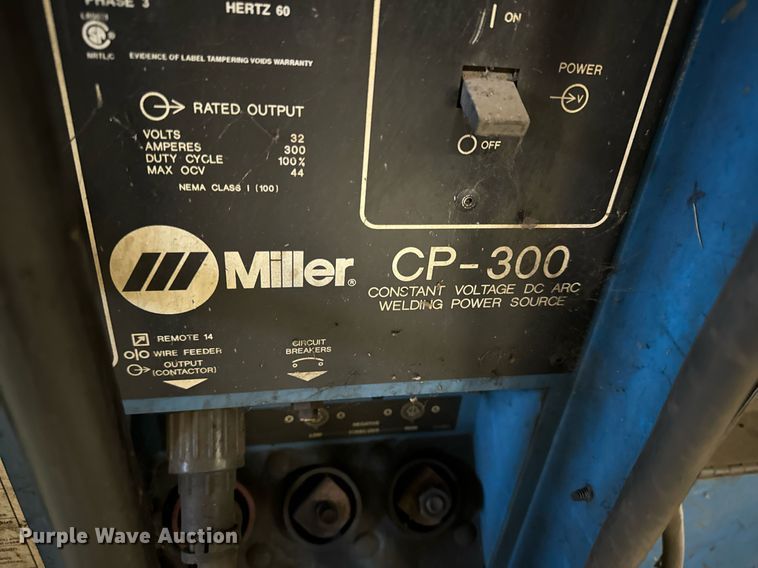 PHASE 3
HERTZ 60
NRTL/C
EVIDENCE OF LABEL TAMPERING VOIDS WARRANTY
RATED OUTPUT
VOLTS 32
AMPERES 300
DUTY CYCLE 100%
MAX OCV 44
NEMA CLASS I (100)
ON
POWER
V
OFF
Miller®
CP-300
CONSTANT VOLTAGE DC ARC
WELDING POWER SOURCE
REMOTE 14
WIRE FEEDER
OUTPUT
(CONTACTOR)
CIRCUIT
BREAKERS
NEGATIVE
Purple Wave Auction